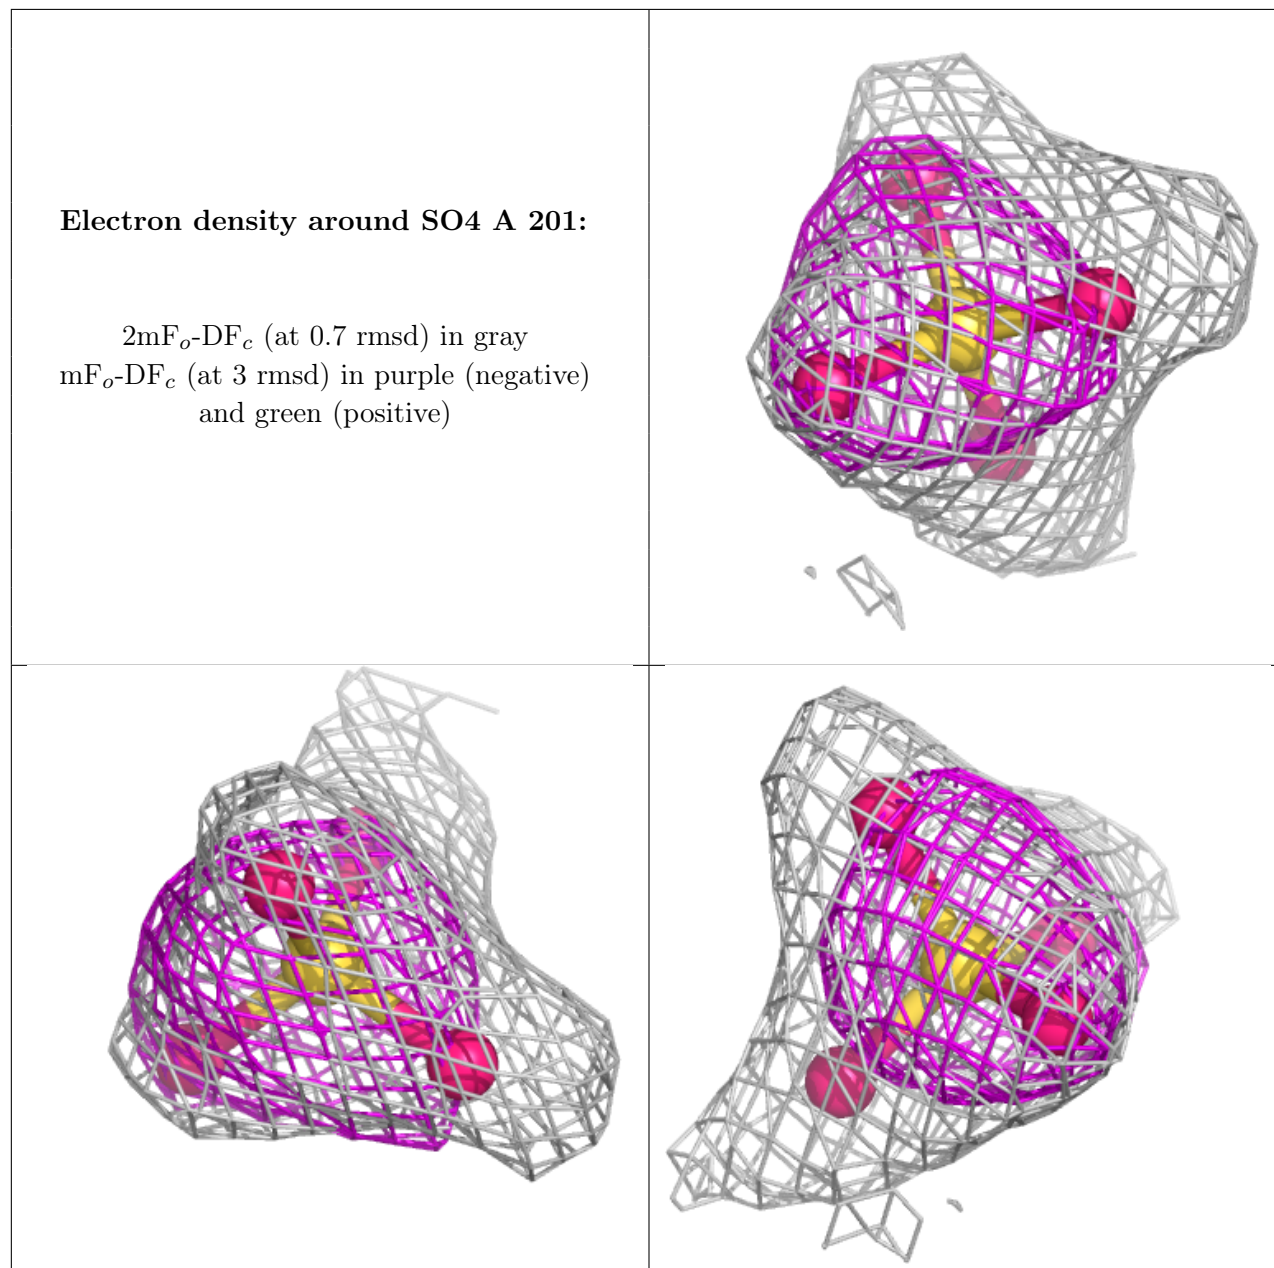 Electron density around SO4 A 201:
2mFo-DFc (at 0.7 rmsd) in gray
mFo-DFc (at 3 rmsd) in purple (negative)
and green (positive)